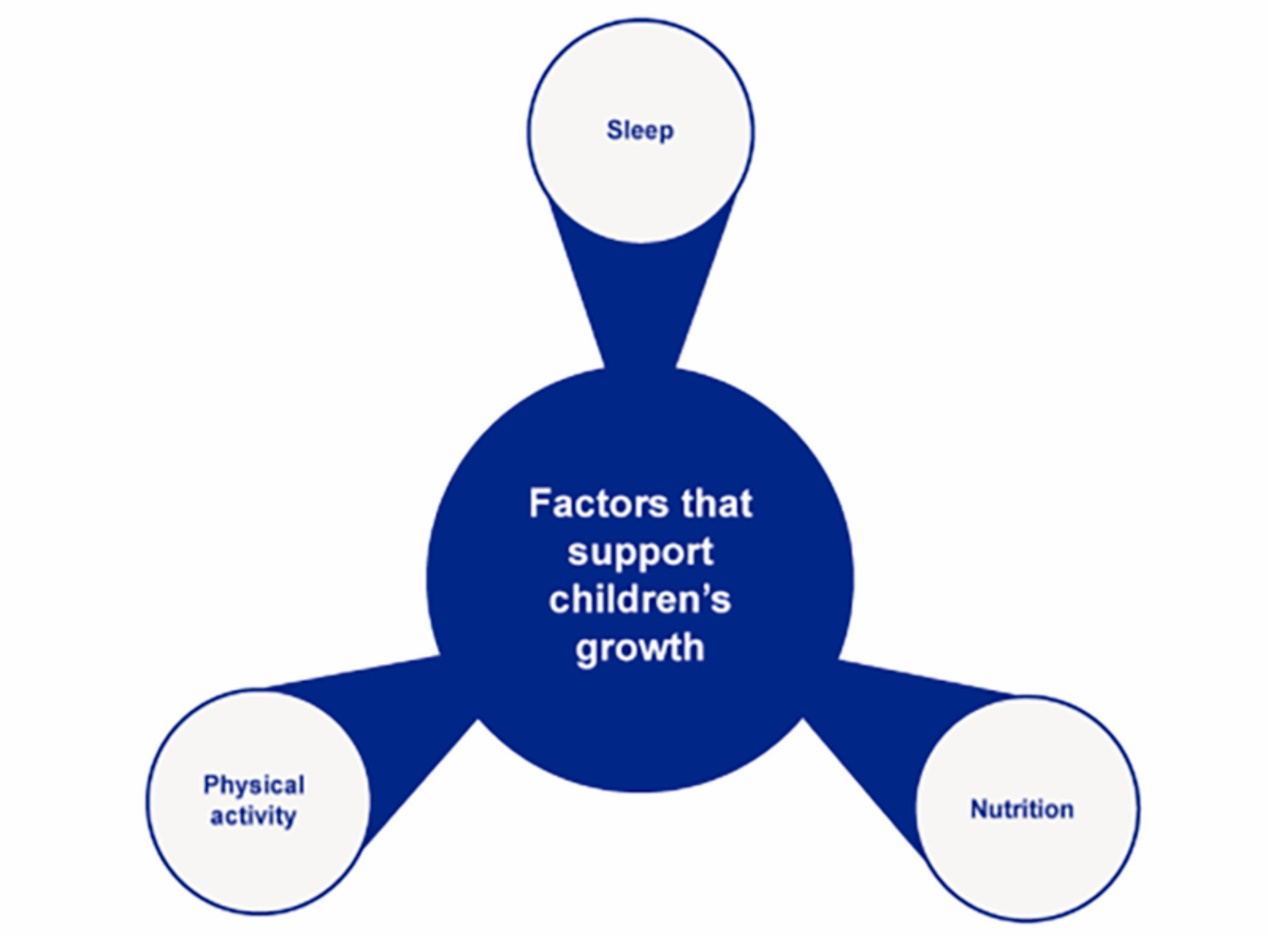 Sleep
Factors that
support
children’s
growth
Physical
activity
Nutrition